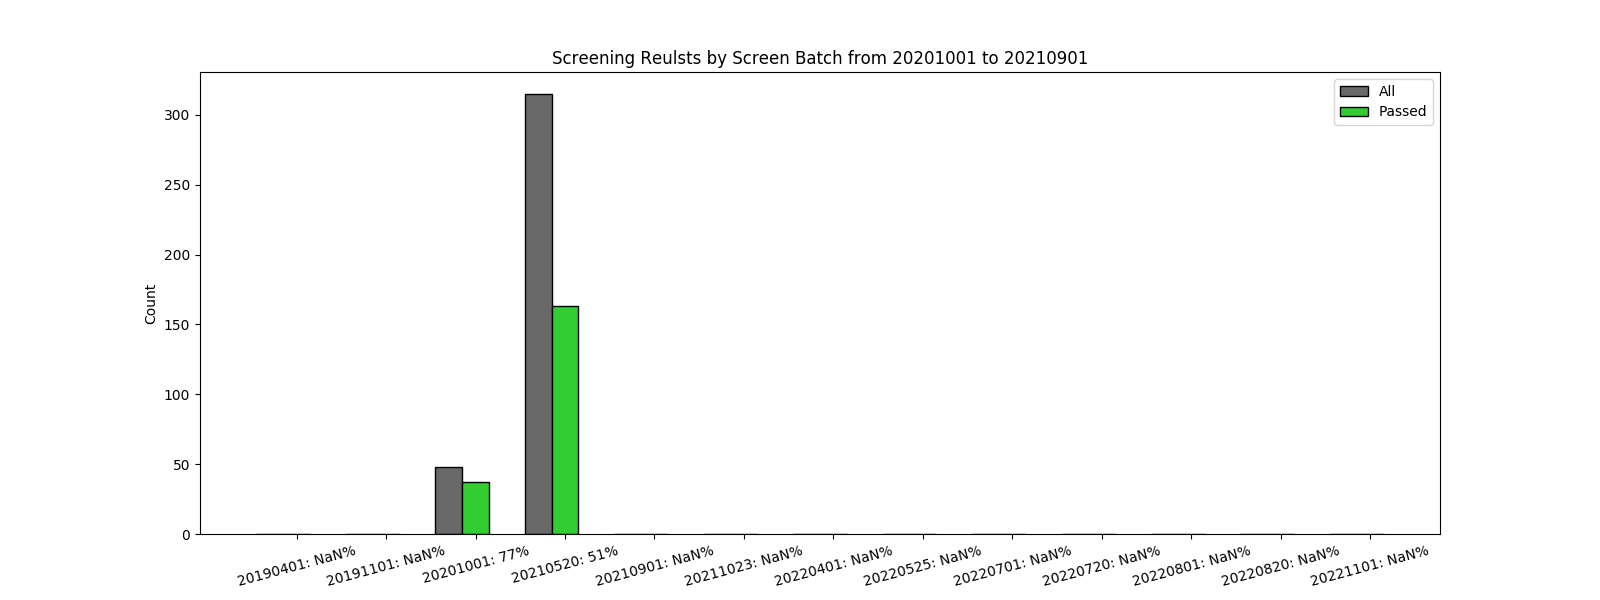 Screening Reulsts by Screen Batch from 20201001 to 20210901
All
Passed
Count
300
250
200
150
100
50
0
20190401: NaN%
20191101: NaN%
20201001: 77%
20210520: 51%
20210901: NaN%
20211023: NaN%
20220401: NaN%
20220525: NaN%
20220701: NaN%
20220720: NaN%
20220801: NaN%
20220820: NaN%
20221101: NaN%